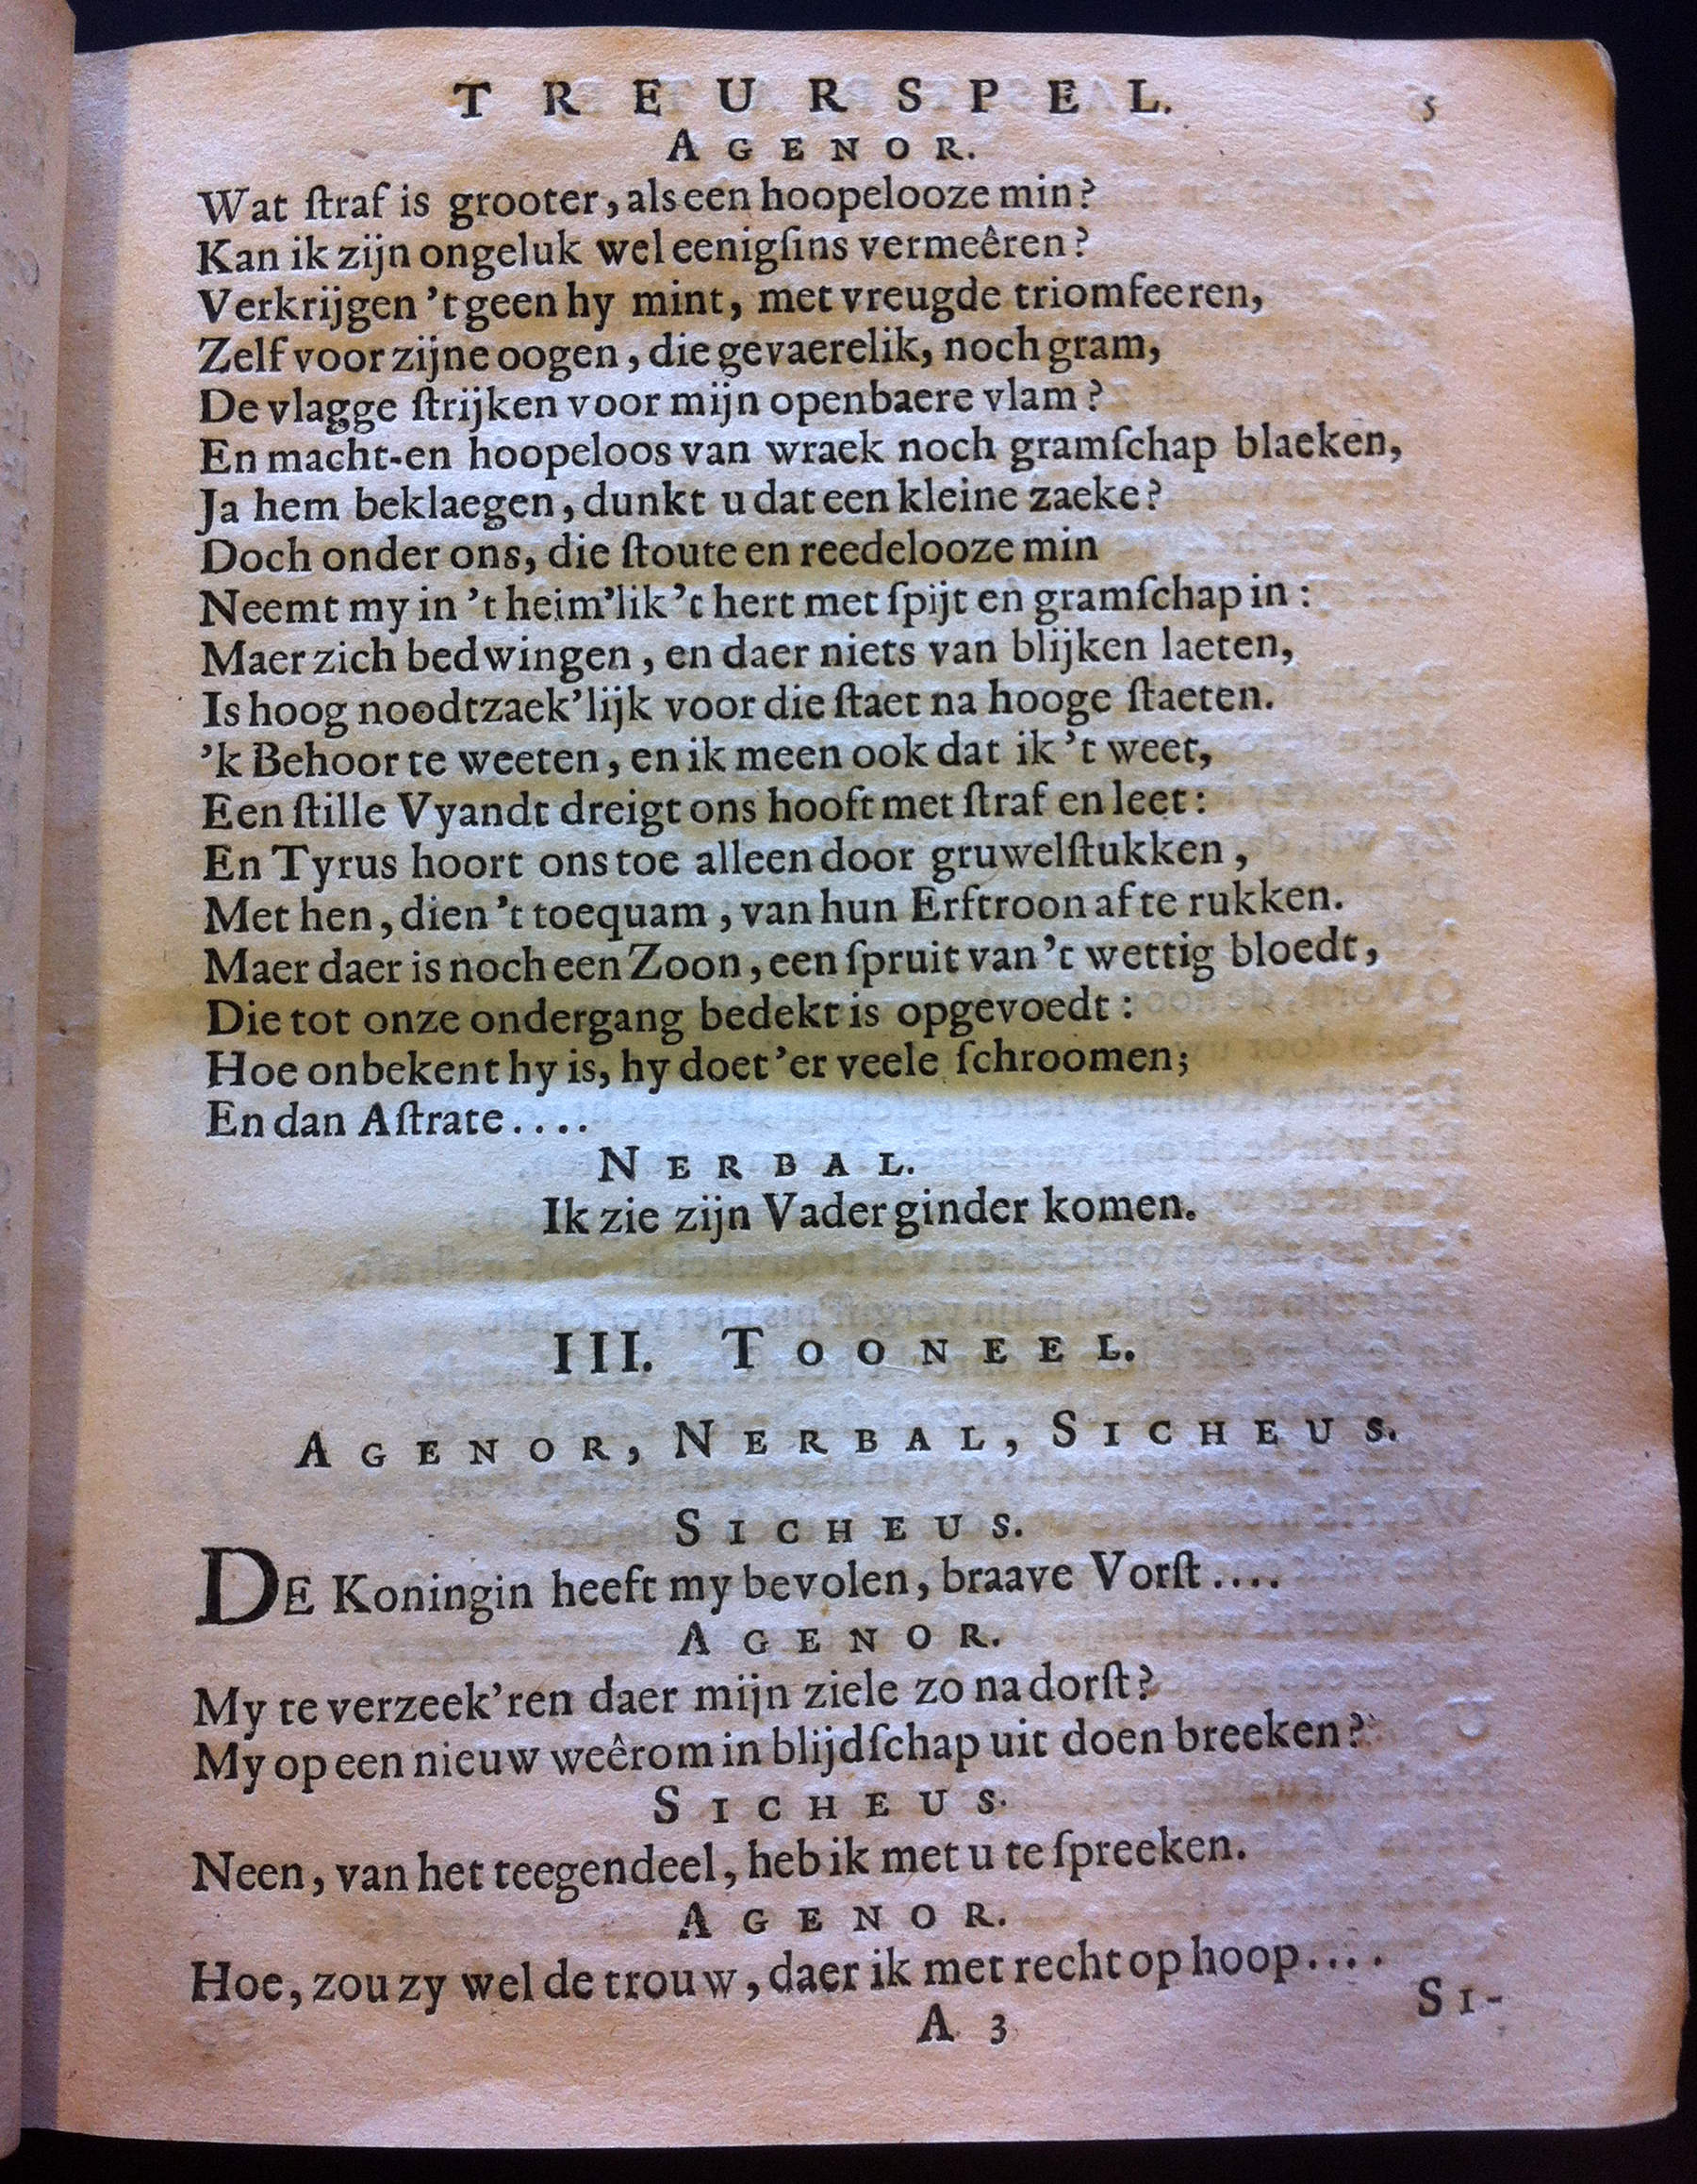 TREURSPEL. 5
AGENOR.
Wat ſtraf is grooter, als een hoopelooze min?
Kan ik zijn ongeluk wel eenigſins vermeêren?
Verkrijgen 't geen hy mint, met vreugde triomfeeren,
Zelf voor zijne oogen, die gevaerelik, noch gram,
De vlagge ſtrijken voor mijn openbaere vlam?
En macht-en hoopeloos van wraek noch gramſchap blaeken,
Ja hem beklaegen, dunkt u dat een kleine zaeke?
Doch onder ons, die ſtoute en reedelooze min
Neemt my in 't heim'lik 't hert met ſpijt en gramſchap in:
Maer zich bedwingen, en daer niets van blijken laeten,
Is hoog noodtzaek'lijk voor die ſtaet na hooge ſtaeten.
'k Behoor te weeten, en ik meen ook dat ik 't weet,
Een ſtille Vyandt dreigt ons hooft met ſtraf en leet:
En Tyrus hoort ons toe alleen door gruwelſtukken,
Met hen, dien 't toequam, van hun Erftroon af te rukken.
Maer daer is noch een Zoon, een ſpruit van 't wettig bloedt,
Die tot onze ondergang bedekt is opgevoedt:
Hoe onbekent hy is, hy doet 'er veele ſchroomen;
En dan Aſtrate....
NERBAL.
Ik zie zijn Vader ginder komen.
III. TOONEEL.
AGENOR, NERBAL, SICHEUS.
SICHEUS.
DE Koningin heeft my bevolen, braave Vorſt....
AGENOR.
My te verzeek'ren daer mijn ziele zo na dorſt?
My op een nieuw weêrom in blijdſchap uit doen breeken?
SICHEUS.
Neen, van het teegendeel, heb ik met u te ſpreeken.
AGENOR.
Hoe, zou zy wel de trouw, daer ik met recht op hoop....
A 3 SI-